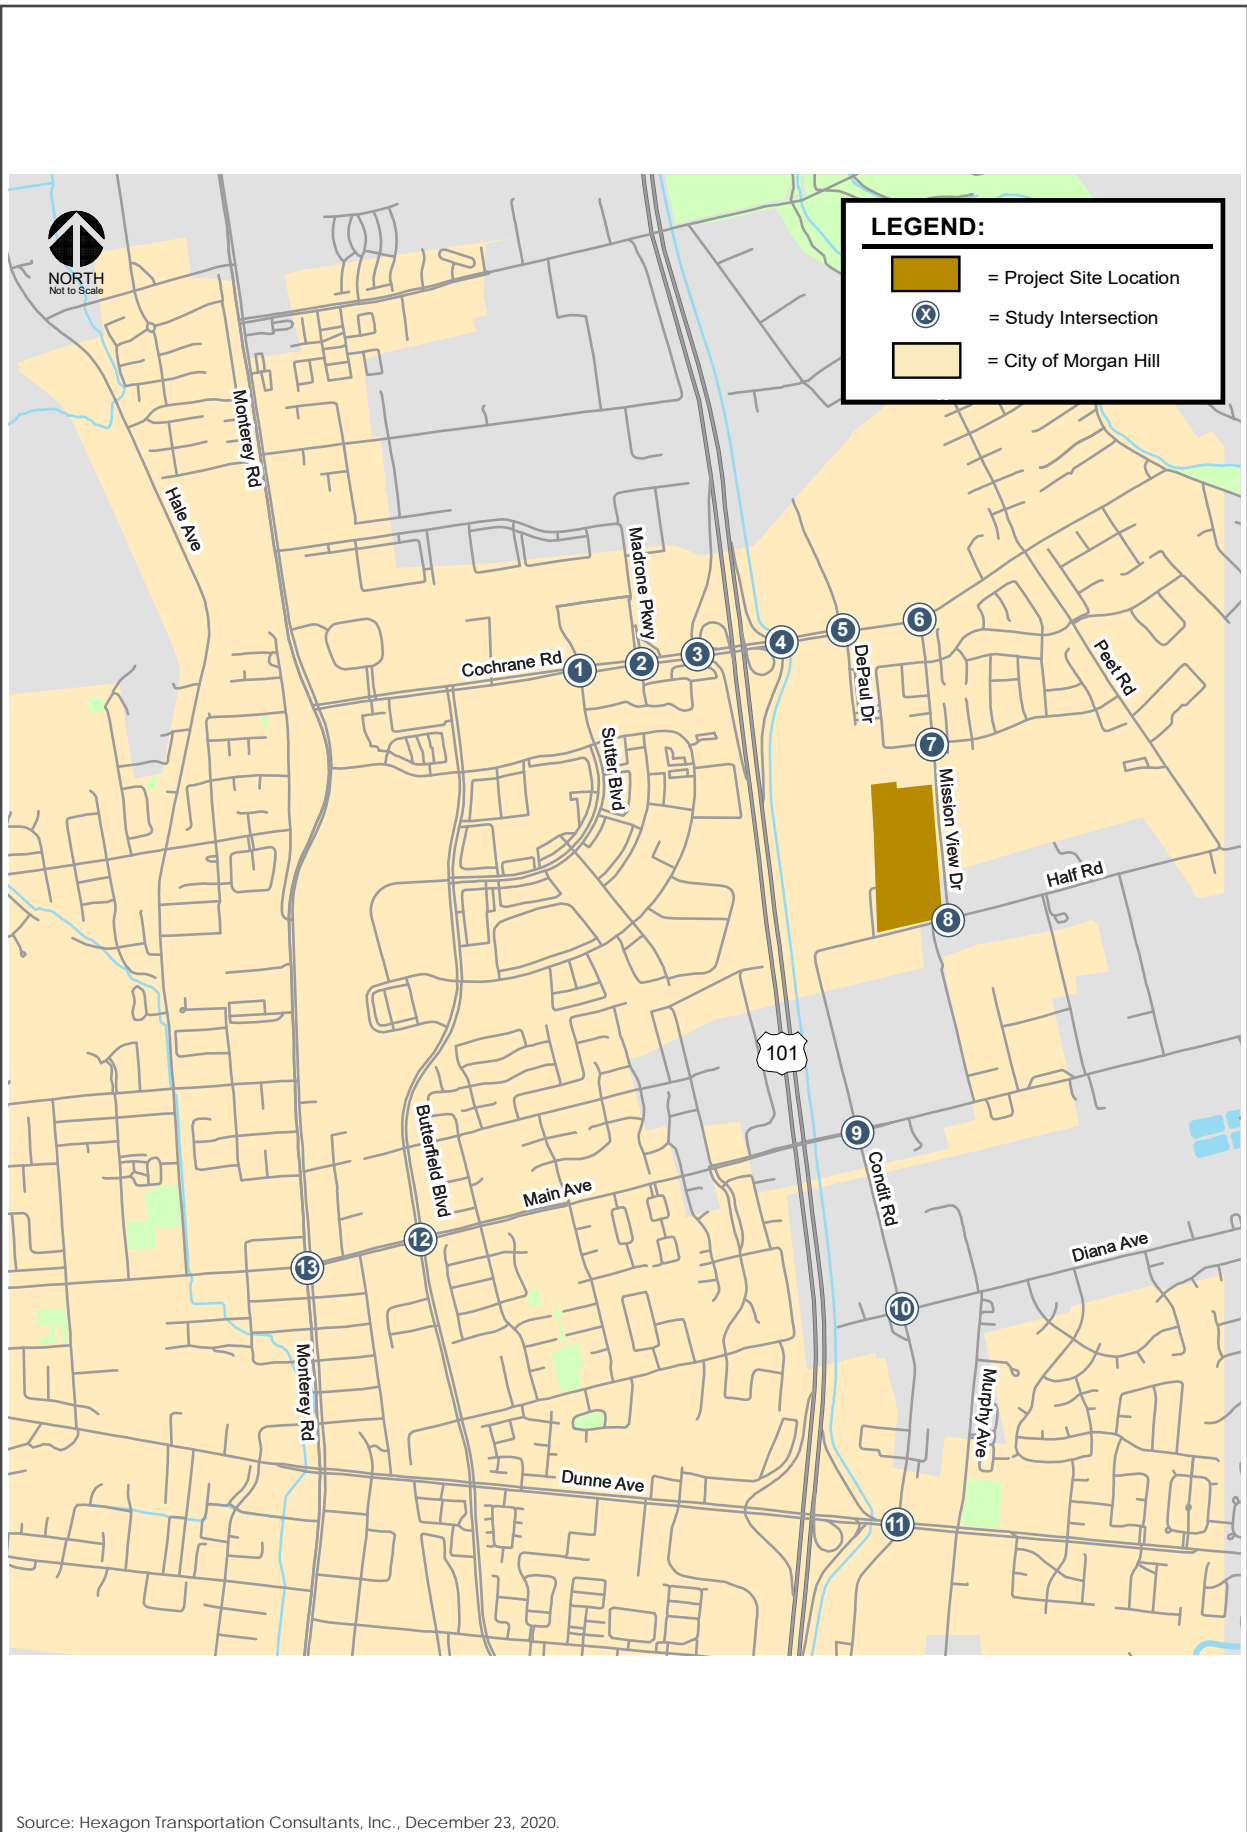 NORTH
Not to Scale
LEGEND:
= Project Site Location
X
= Study Intersection
= City of Morgan Hill
Monterey Rd
Hale Ave
Madrone Pkwy
Cochrane Rd
1
2
3
4
5
6
DePaul Dr
Peet Rd
7
Sutter Blvd
Mission View Dr
Half Rd
8
101
9
Butterfield Blvd
Condit Rd
Main Ave
12
13
Diana Ave
10
Monterey Rd
Murphy Ave
Dunne Ave
11
Source: Hexagon Transportation Consultants, Inc., December 23, 2020.